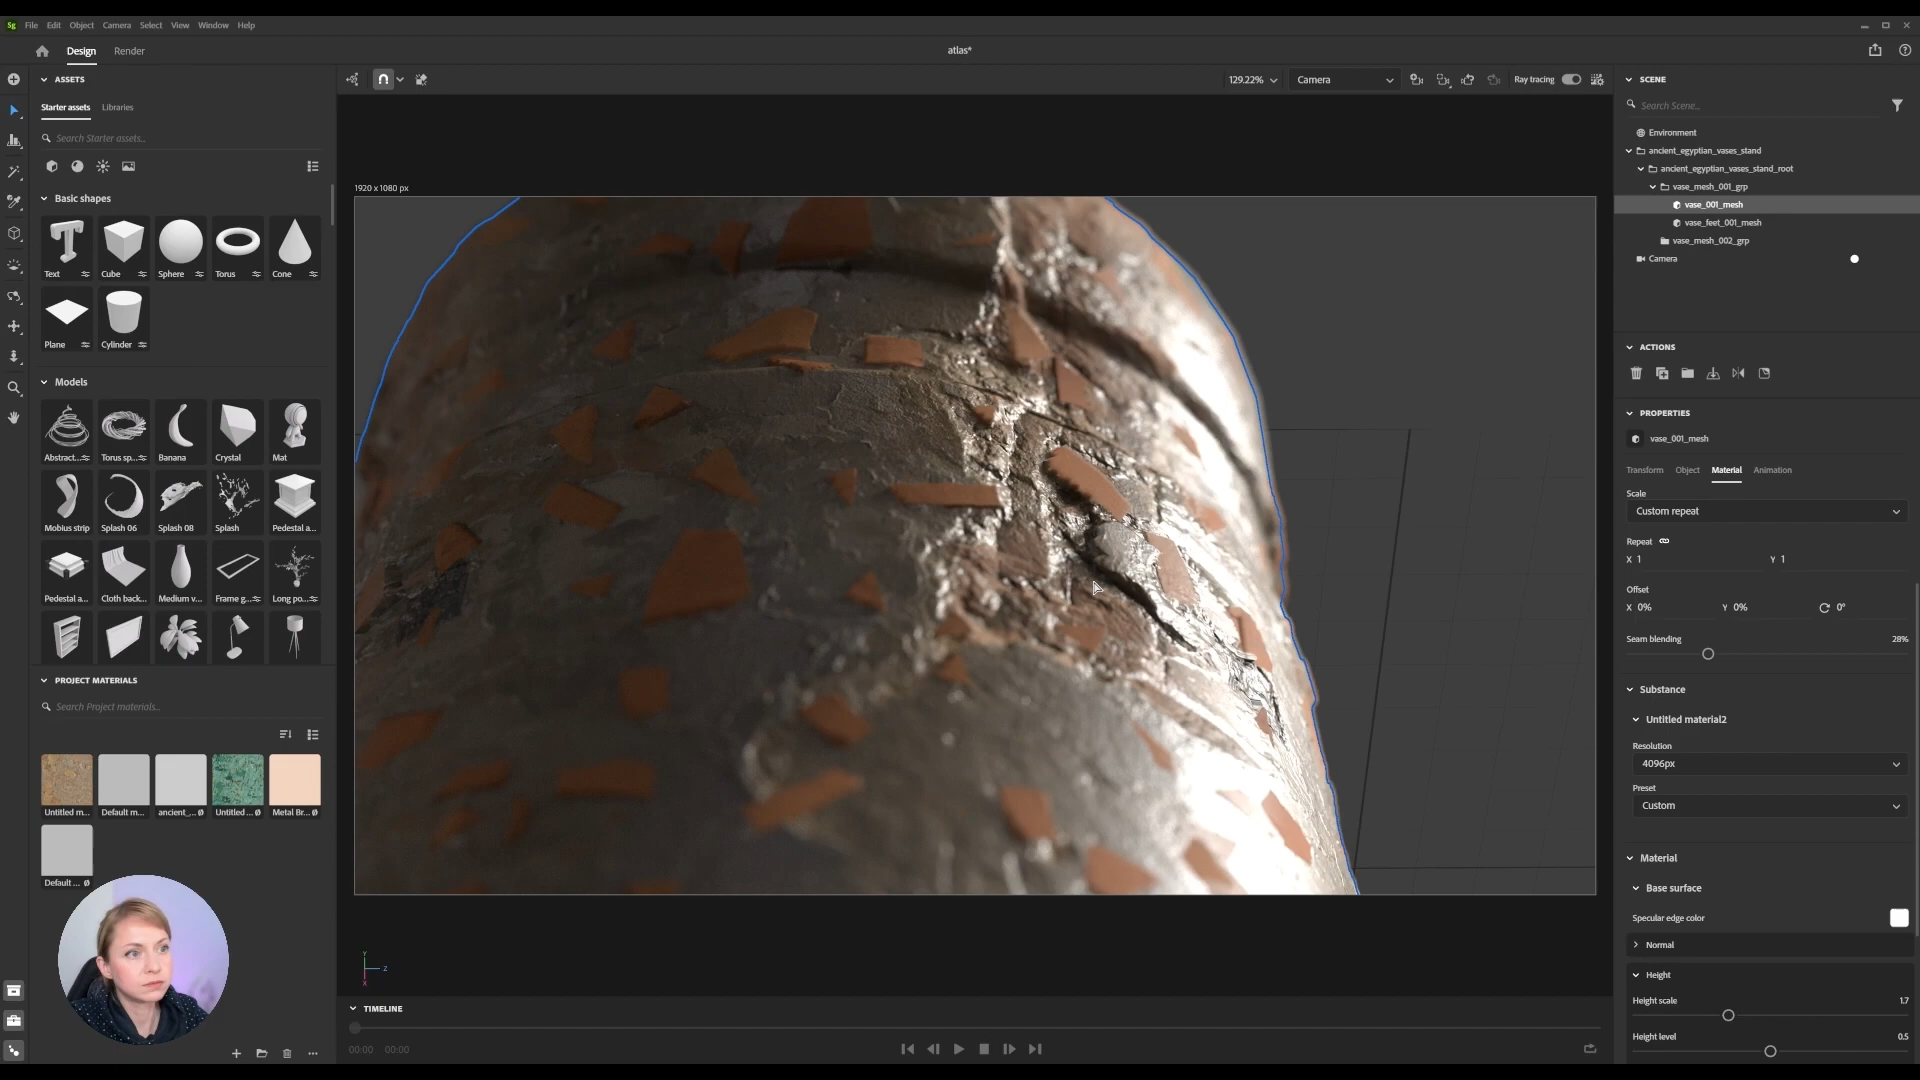 Sg File Edit Object Camera Select View Window Help
Design Render atlas*
ASSETS
Starter assets Libraries
Search Starter assets...
Basic shapes
Text Cube Sphere Torus Cone
Plane Cylinder
Models
Abstract... Torus sp... Banana Crystal Mat
Mobius strip Splash 06 Splash 08 Splash Pedestal a...
Pedestal a... Cloth back... Medium v... Frame g... Long po...
PROJECT MATERIALS
Search Project materials...
Untitled m... Default m... ancient_... Untitled ... Metal Br...
Default ...
129.22% Camera Ray tracing
1920 x 1080 px
Y
Z
X
TIMELINE
00:00 00:00
SCENE
Search Scene...
Environment
ancient_egyptian_vases_stand
ancient_egyptian_vases_stand_root
vase_mesh_001_grp
vase_001_mesh
vase_feet_001_mesh
vase_mesh_002_grp
Camera
ACTIONS
PROPERTIES
vase_001_mesh
Transform Object Material Animation
Scale
Custom repeat
Repeat
X 1 Y 1
Offset
X 0% Y 0% 0°
Seam blending 28%
Substance
Untitled material2
Resolution
4096px
Preset
Custom
Material
Base surface
Specular edge color
Normal
Height
Height scale 1.7
Height level 0.5